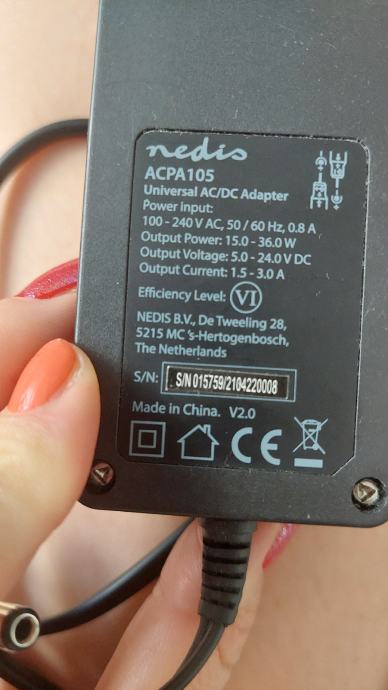 nedis
ACPA105
Universal AC/DC Adapter
Power input:
100 - 240 V AC, 50 / 60 Hz, 0.8 A
Output Power: 15.0 - 36.0 W
Output Voltage: 5.0 - 24.0 V DC
Output Current: 1.5 - 3.0 A
Efficiency Level: VI
NEDIS B.V., De Tweeling 28,
5215 MC 's-Hertogenbosch,
The Netherlands
S/N: S/N 015759/2104220008
Made in China. V2.0
CE